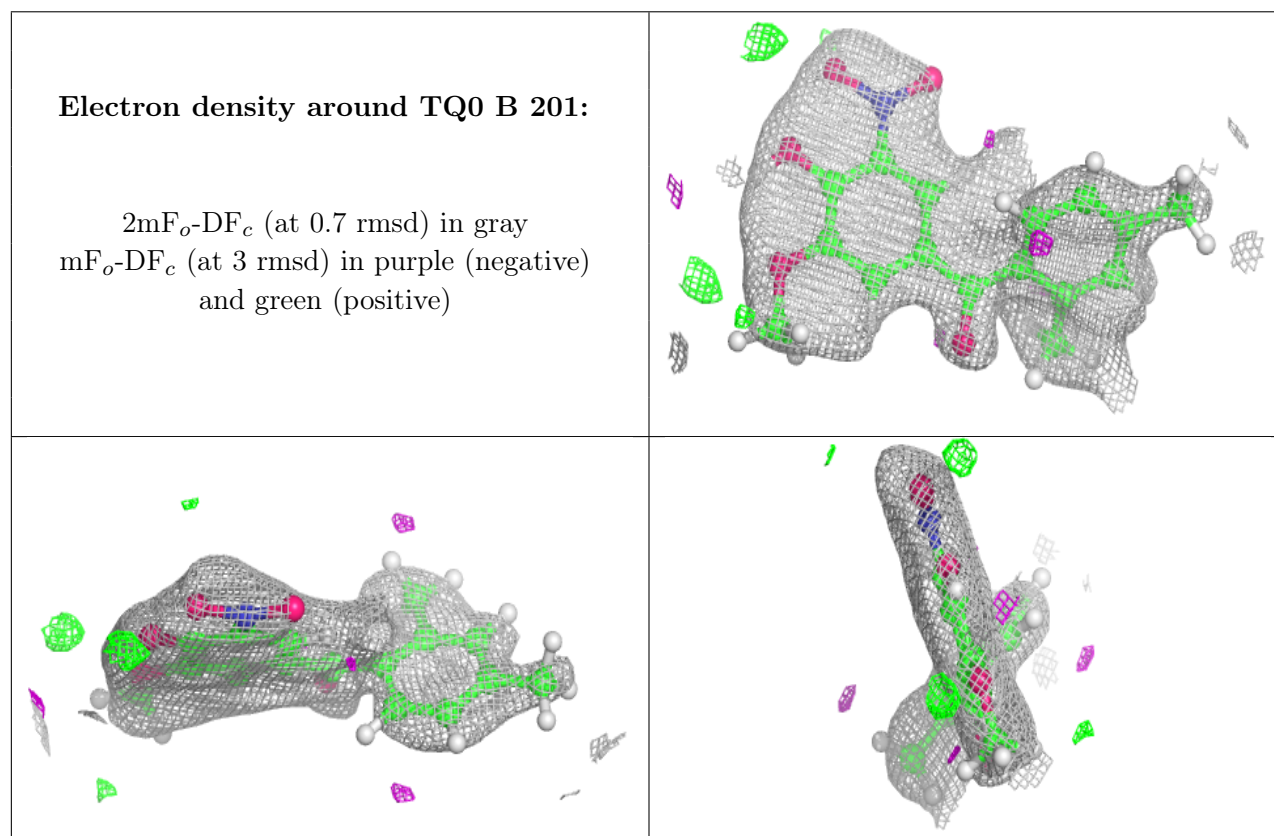 Electron density around TQ0 B 201:
2mFo-DFc (at 0.7 rmsd) in gray
mFo-DFc (at 3 rmsd) in purple (negative)
and green (positive)